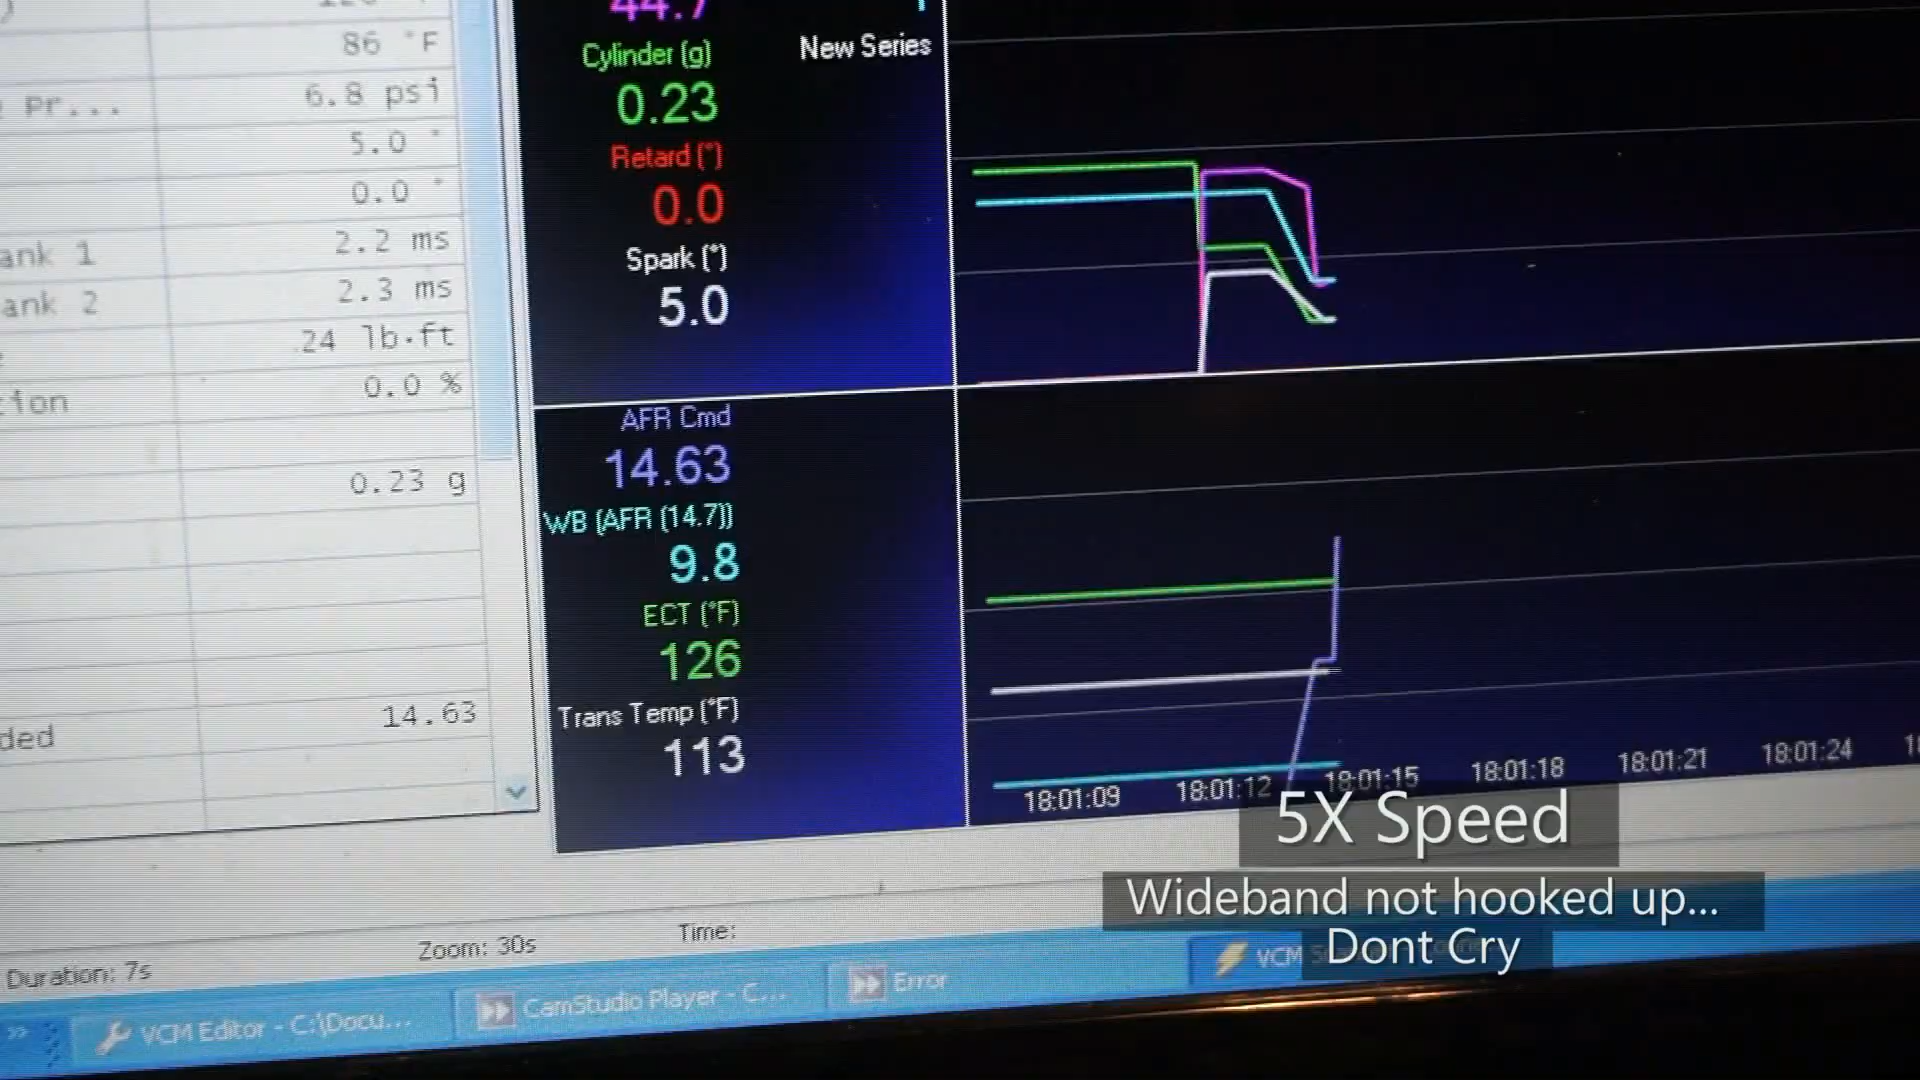 86 °F
Pr...
6.8 psi
5.0 °
0.0 °
ank 1
2.2 ms
ank 2
2.3 ms
24 lb·ft
tion
0.0 %
0.23 g
ded
14.63
44.7
Cylinder (g)
0.23
Retard (°)
0.0
Spark (°)
5.0
New Series
AFR Cmd
14.63
WB (AFR (14.7))
9.8
ECT (°F)
126
Trans Temp (°F)
113
18:01:09 18:01:12 18:01:15 18:01:18 18:01:21 18:01:24
5X Speed
Wideband not hooked up...
Dont Cry
Duration: 7s
Zoom: 30s
Time:
VCM Editor - C:\Docu...
CamStudio Player - C...
Error
VCM